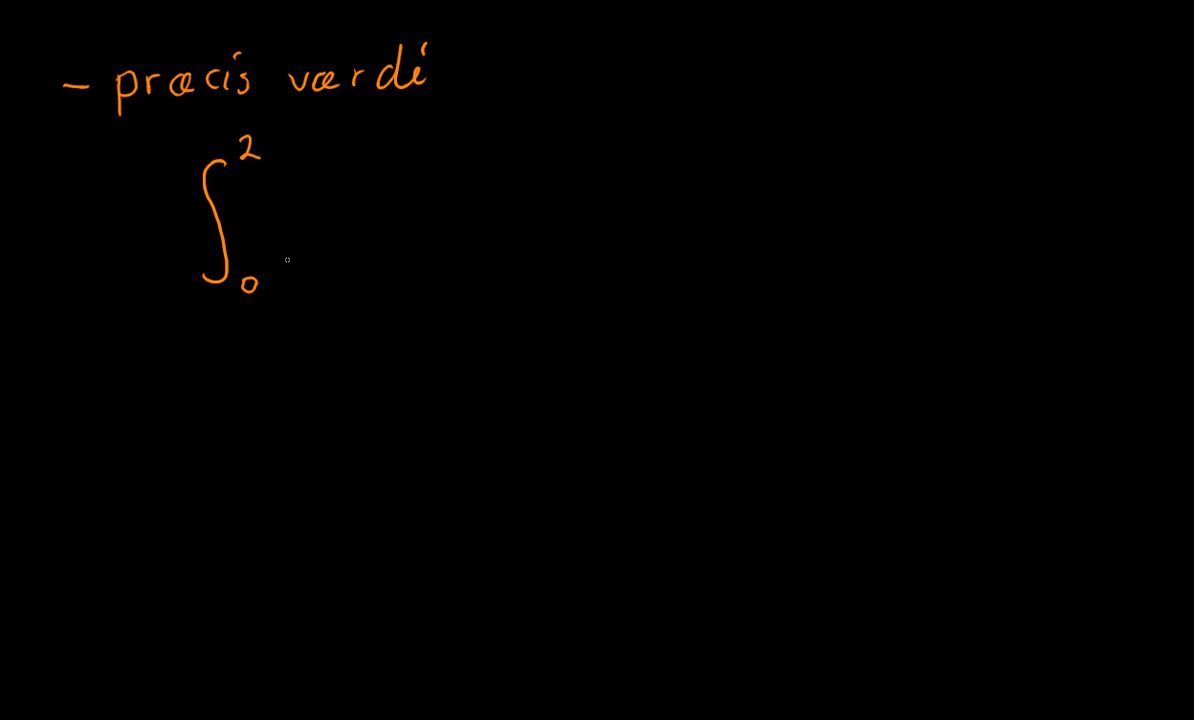 - præcis værdi
∫₀²